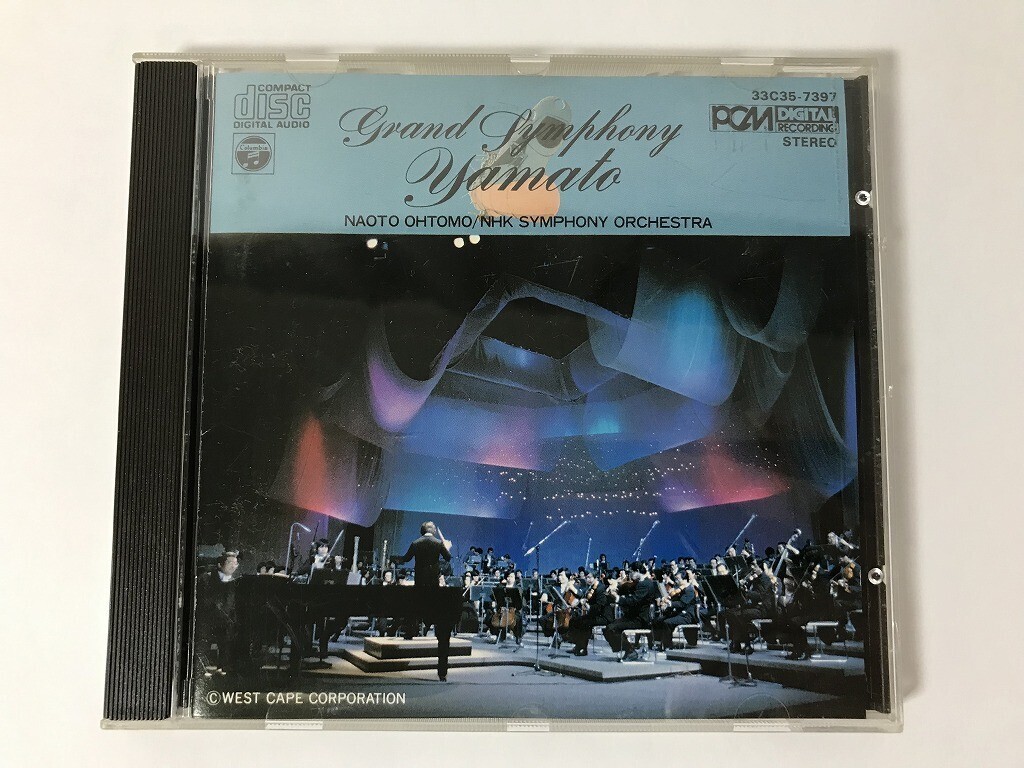 COMPACT
disc
DIGITAL AUDIO
Columbia
Grand Symphony
Yamato
NAOTO OHTOMO/NHK SYMPHONY ORCHESTRA
33C35-7397
PCM DIGITAL
RECORDING
STEREO
©WEST CAPE CORPORATION